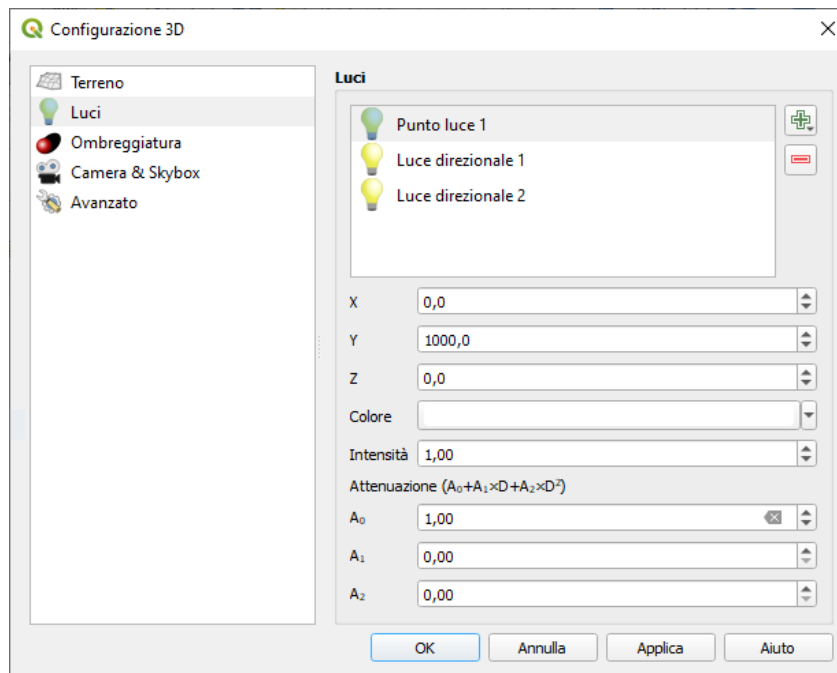 Configurazione 3D
Terreno
Luci
Ombreggiatura
Camera & Skybox
Avanzato
Luci
Punto luce 1
Luce direzionale 1
Luce direzionale 2
X 0,0
Y 1000,0
Z 0,0
Colore
Intensità 1,00
Attenuazione (A₀+A₁×D+A₂×D²)
A₀ 1,00
A₁ 0,00
A₂ 0,00
OK Annulla Applica Aiuto